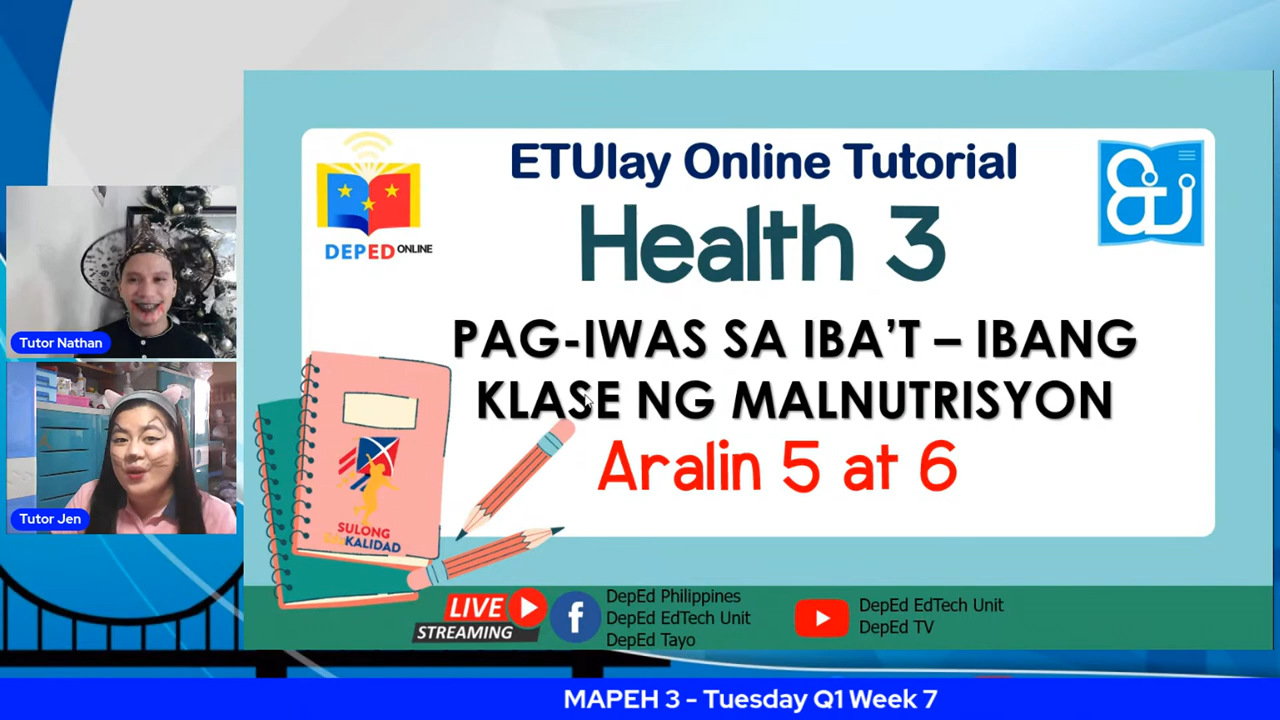 ETUlay Online Tutorial
Health 3
DEPED ONLINE
PAG-IWAS SA IBA'T – IBANG
KLASE NG MALNUTRISYON
Aralin 5 at 6
Tutor Nathan
Tutor Jen
SULONG
EduKALIDAD
LIVE
STREAMING
DepEd Philippines
DepEd EdTech Unit
DepEd Tayo
DepEd EdTech Unit
DepEd TV
MAPEH 3 - Tuesday Q1 Week 7